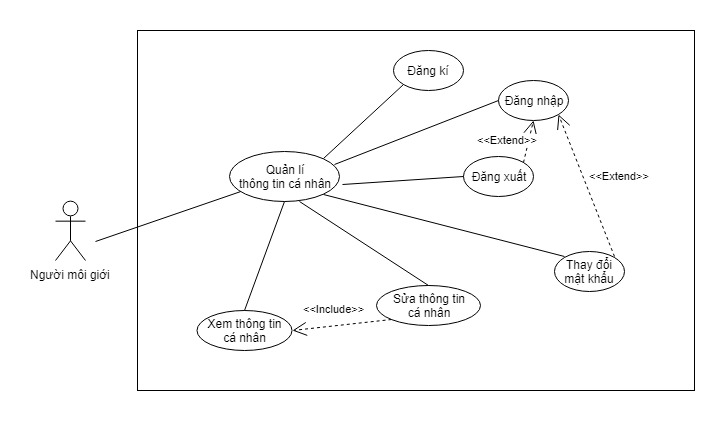 Đăng kí
Đăng nhập
<<Extend>>
Quản lí
thông tin cá nhân
Đăng xuất
<<Extend>>
Người môi giới
Thay đổi
mật khẩu
Sửa thông tin
cá nhân
<<Include>>
Xem thông tin
cá nhân